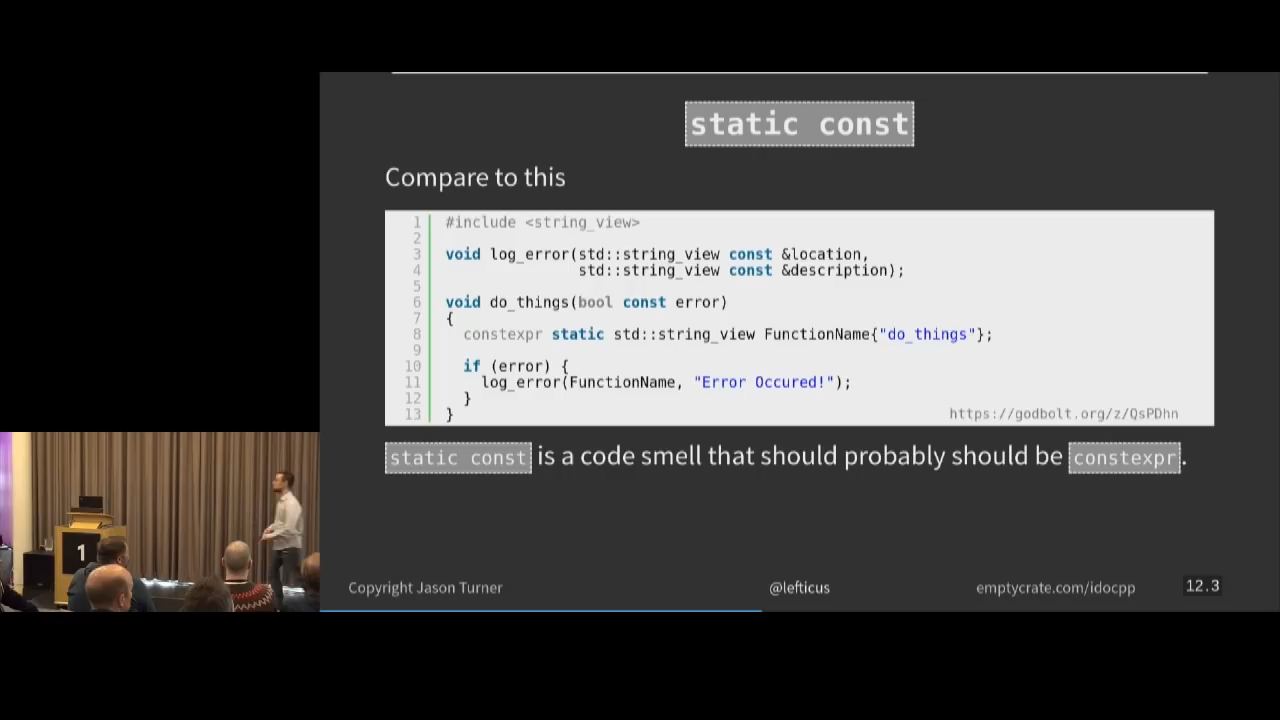 static const
Compare to this
1 #include <string_view>
2
3 void log_error(std::string_view const &location,
4 std::string_view const &description);
5
6 void do_things(bool const error)
7 {
8 constexpr static std::string_view FunctionName{"do_things"};
9
10 if (error) {
11 log_error(FunctionName, "Error Occured!");
12 }
13 }
https://godbolt.org/z/QsPDhn
static const is a code smell that should probably should be constexpr.
1
Copyright Jason Turner @lefticus emptycrate.com/idocpp 12.3